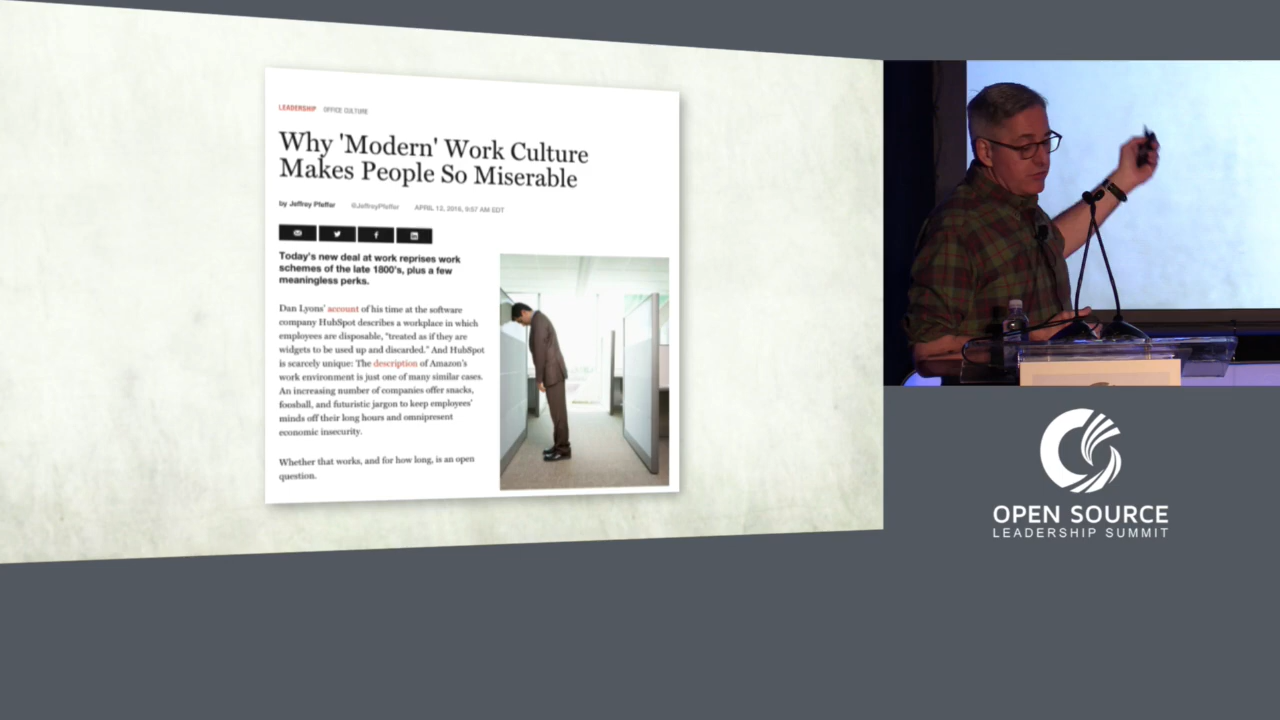 LEADERSHIP OFFICE CULTURE
Why 'Modern' Work Culture
Makes People So Miserable
by Jeffrey Pfeffer @JeffreyPfeffer APRIL 12, 2016, 9:57 AM EDT
Today's new deal at work reprises work
schemes of the late 1800's, plus a few
meaningless perks.
Dan Lyons' account of his time at the software
company HubSpot describes a workplace in which
employees are disposable, "treated as if they are
widgets to be used up and discarded." And HubSpot
is scarcely unique: The description of Amazon's
work environment is just one of many similar cases.
An increasing number of companies offer snacks,
foosball, and futuristic jargon to keep employees'
minds off their long hours and omnipresent
economic insecurity.
Whether that works, and for how long, is an open
question.
OPEN SOURCE
LEADERSHIP SUMMIT